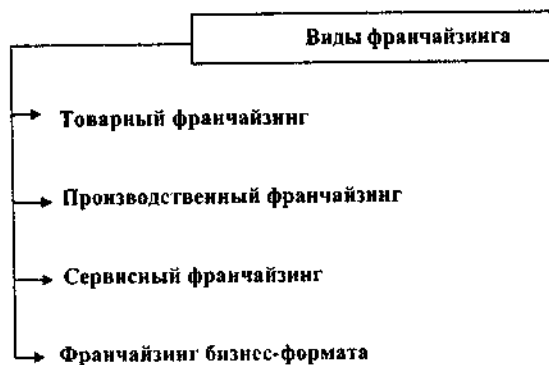 Виды франчайзинга
Товарный франчайзинг
Производственный франчайзинг
Сервисный франчайзинг
Франчайзинг бизнес-формата